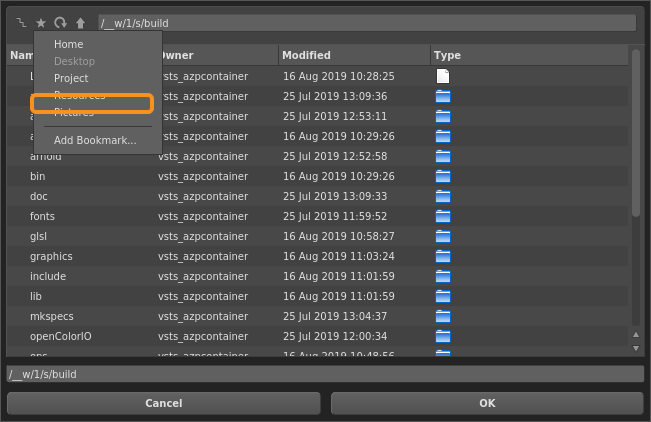 /__w/1/s/build
Home
Desktop
Project
Resources
Pictures
Add Bookmark...
Owner Modified Type
vsts_azpcontainer 16 Aug 2019 10:28:25
vsts_azpcontainer 25 Jul 2019 13:09:36
vsts_azpcontainer 25 Jul 2019 12:53:11
vsts_azpcontainer 16 Aug 2019 10:29:26
arnold vsts_azpcontainer 25 Jul 2019 12:52:58
bin vsts_azpcontainer 16 Aug 2019 10:29:26
doc vsts_azpcontainer 25 Jul 2019 13:09:33
fonts vsts_azpcontainer 25 Jul 2019 11:59:52
glsl vsts_azpcontainer 16 Aug 2019 10:58:27
graphics vsts_azpcontainer 16 Aug 2019 11:03:24
include vsts_azpcontainer 16 Aug 2019 11:01:59
lib vsts_azpcontainer 16 Aug 2019 11:01:59
mkspecs vsts_azpcontainer 25 Jul 2019 13:04:37
openColorIO vsts_azpcontainer 25 Jul 2019 12:00:34
ops vsts_azpcontainer 16 Aug 2019 10:48:56
/__w/1/s/build
Cancel OK